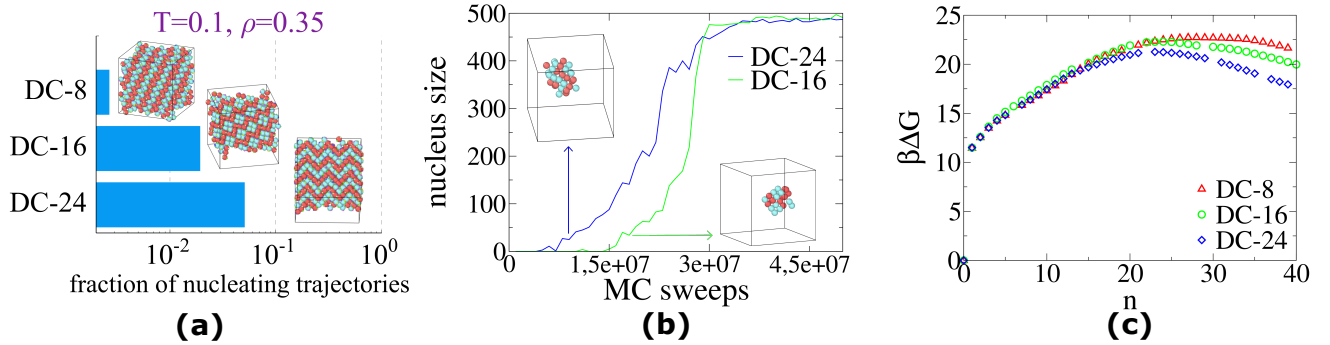 T=0.1, ρ=0.35
DC-8
DC-16
DC-24
10⁻² 10⁻¹ 10⁰
fraction of nucleating trajectories
(a)
500
400
300
200
100
0
nucleus size
DC-24
DC-16
0 1,5e+07 3e+07 4,5e+07
MC sweeps
(b)
25
20
15
10
5
0
βΔG
DC-8
DC-16
DC-24
0 10 20 30 40
n
(c)